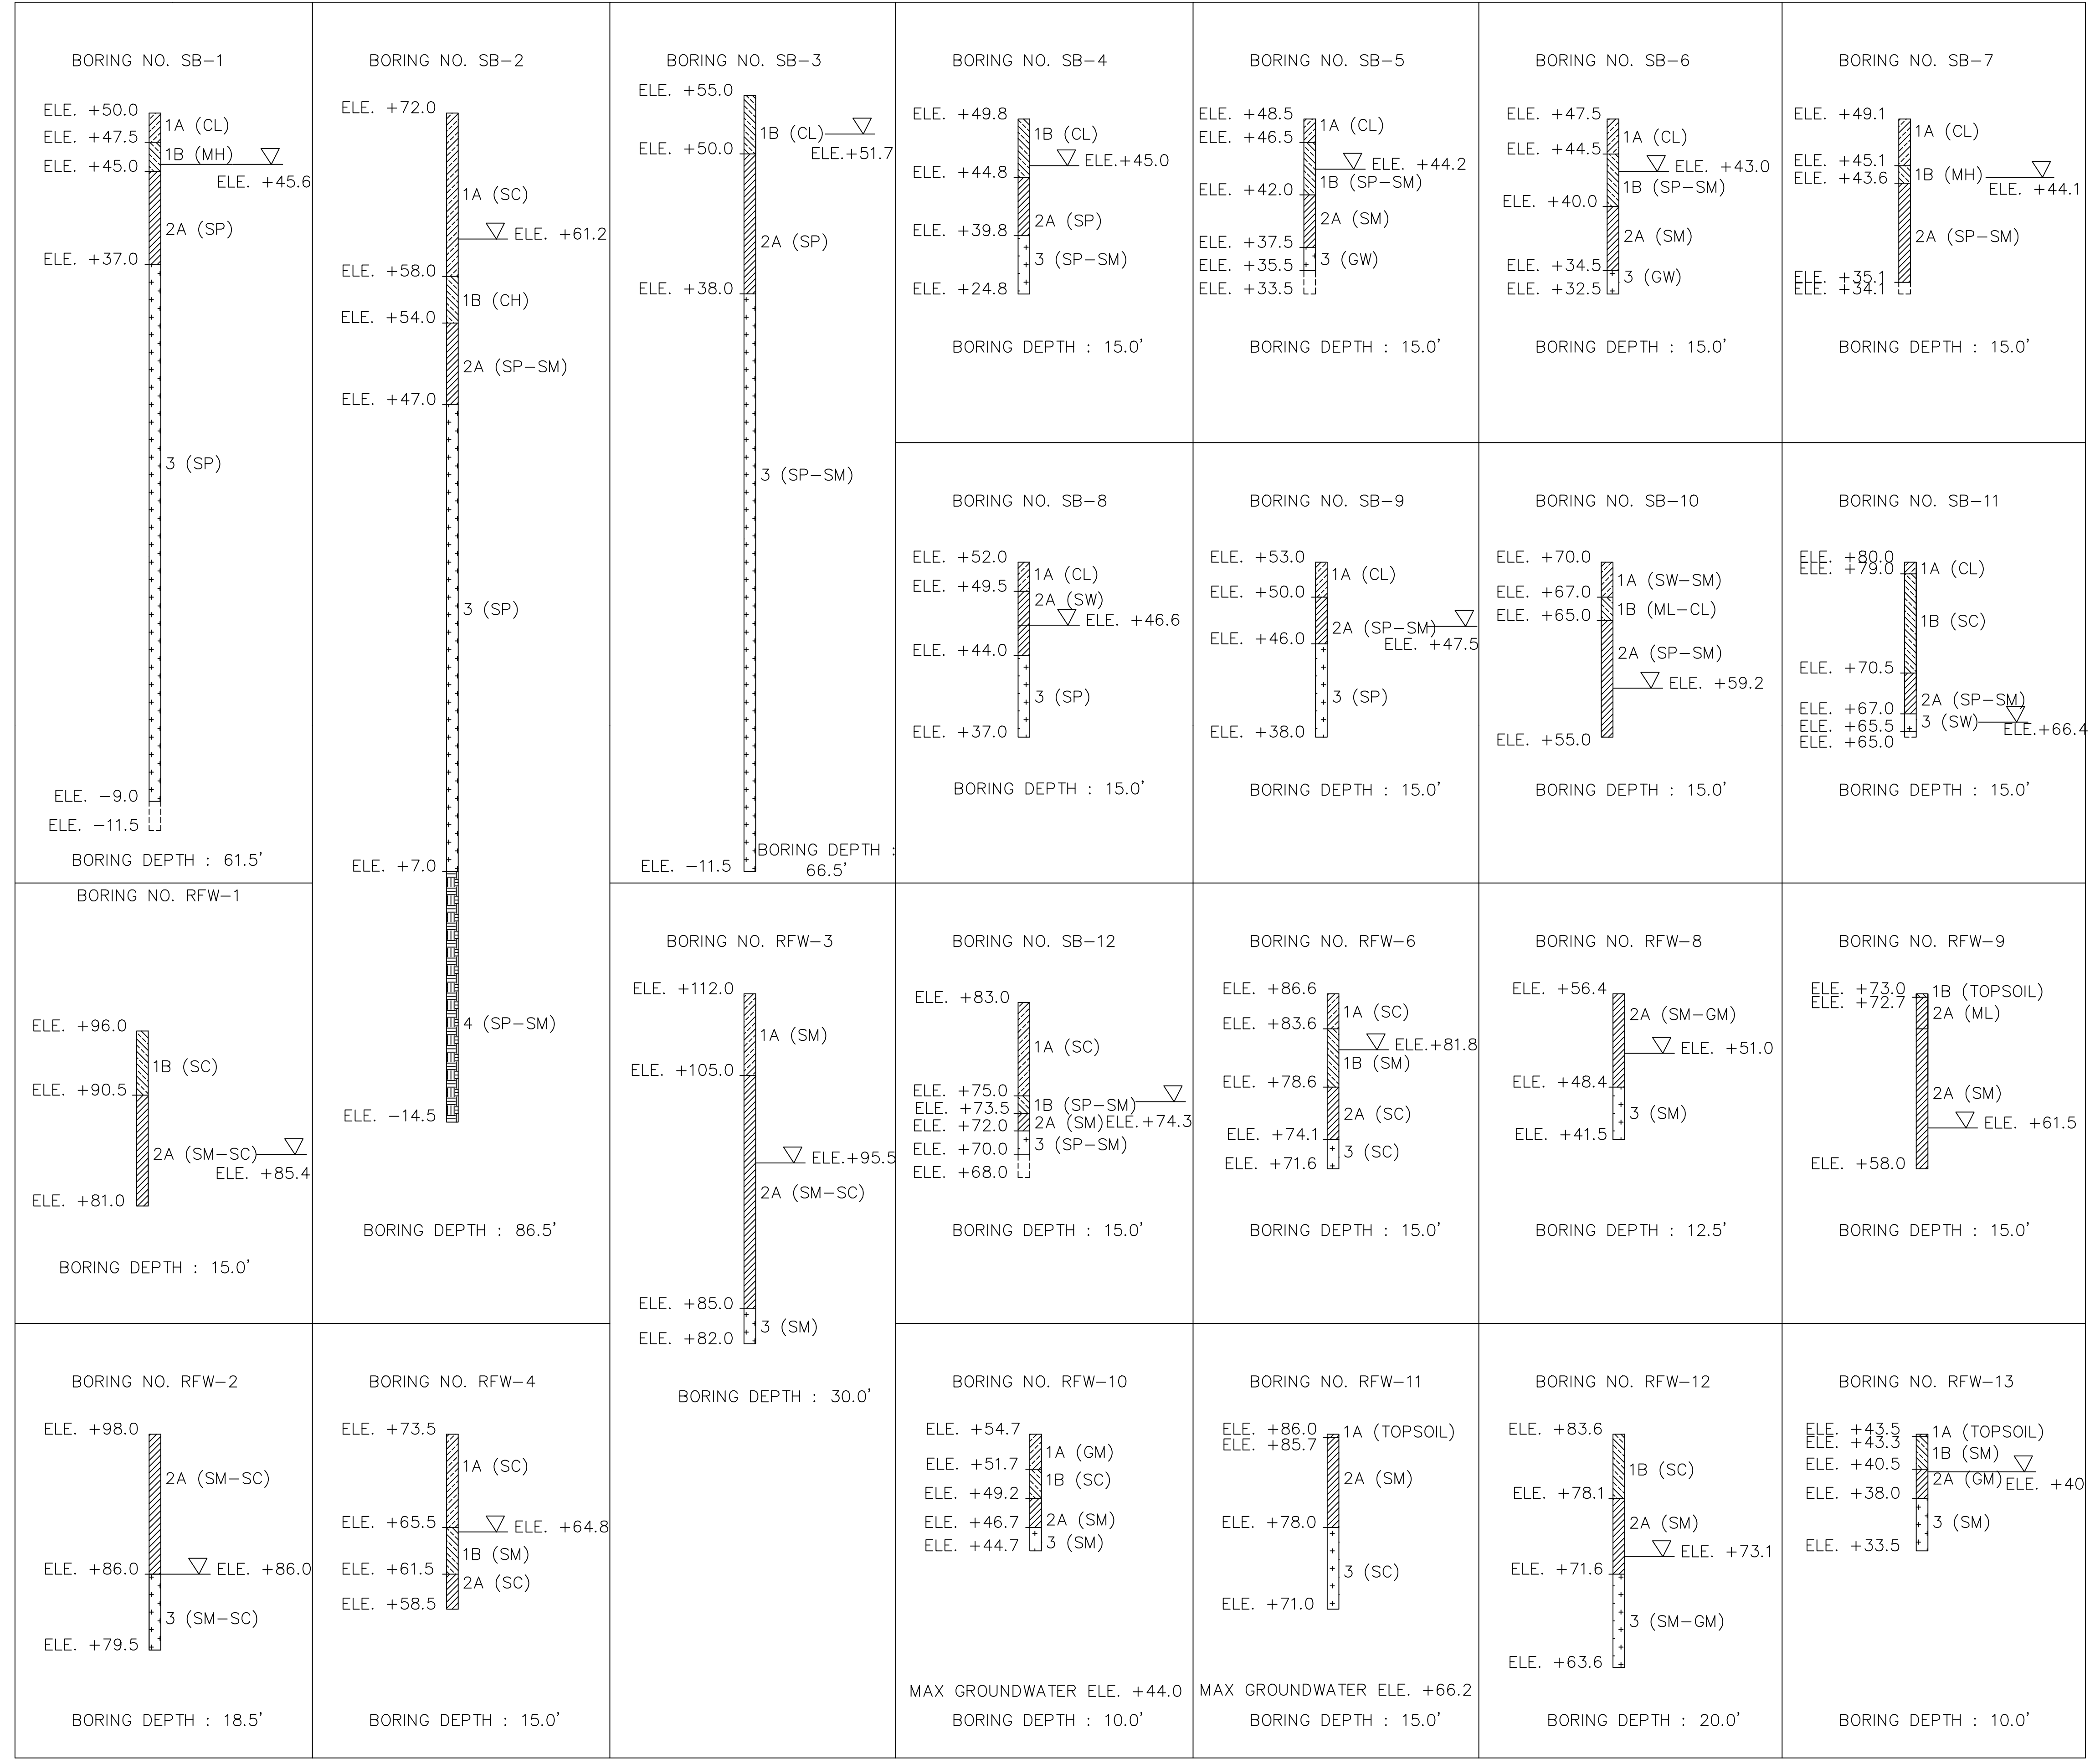 BORING NO. SB-1
ELE. +50.0
1A (CL)
ELE. +47.5
1B (MH)
ELE. +45.0
ELE. +45.6
2A (SP)
ELE. +37.0
3 (SP)
ELE. -9.0
ELE. -11.5
BORING DEPTH : 61.5'
BORING NO. SB-2
ELE. +72.0
1A (SC)
ELE. +61.2
ELE. +58.0
1B (CH)
ELE. +54.0
2A (SP-SM)
ELE. +47.0
3 (SP)
ELE. +7.0
4 (SP-SM)
ELE. -14.5
BORING DEPTH : 86.5'
BORING NO. SB-3
ELE. +55.0
1B (CL)
ELE.+51.7
ELE. +50.0
2A (SP)
ELE. +38.0
3 (SP-SM)
BORING DEPTH :
66.5'
ELE. -11.5
BORING NO. SB-4
ELE. +49.8
1B (CL)
ELE.+45.0
ELE. +44.8
2A (SP)
ELE. +39.8
3 (SP-SM)
ELE. +24.8
BORING DEPTH : 15.0'
BORING NO. SB-5
ELE. +48.5
1A (CL)
ELE. +46.5
ELE. +44.2
1B (SP-SM)
ELE. +42.0
2A (SM)
ELE. +37.5
3 (GW)
ELE. +35.5
ELE. +33.5
BORING DEPTH : 15.0'
BORING NO. SB-6
ELE. +47.5
1A (CL)
ELE. +44.5
ELE. +43.0
1B (SP-SM)
ELE. +40.0
2A (SM)
ELE. +34.5
3 (GW)
ELE. +32.5
BORING DEPTH : 15.0'
BORING NO. SB-7
ELE. +49.1
1A (CL)
ELE. +45.1
1B (MH)
ELE. +43.6
ELE. +44.1
2A (SP-SM)
ELE. +35.1
ELE. +34.1
BORING DEPTH : 15.0'
BORING NO. SB-8
ELE. +52.0
1A (CL)
ELE. +49.5
2A (SW)
ELE. +46.6
ELE. +44.0
3 (SP)
ELE. +37.0
BORING DEPTH : 15.0'
BORING NO. SB-9
ELE. +53.0
1A (CL)
ELE. +50.0
2A (SP-SM)
ELE. +46.0
ELE. +47.5
3 (SP)
ELE. +38.0
BORING DEPTH : 15.0'
BORING NO. SB-10
ELE. +70.0
1A (SW-SM)
ELE. +67.0
1B (ML-CL)
ELE. +65.0
2A (SP-SM)
ELE. +59.2
ELE. +55.0
BORING DEPTH : 15.0'
BORING NO. SB-11
ELE. +80.0
ELE. +79.0
1A (CL)
1B (SC)
ELE. +70.5
2A (SP-SM)
ELE. +67.0
3 (SW)
ELE. +65.5
ELE.+66.4
ELE. +65.0
BORING DEPTH : 15.0'
BORING NO. RFW-1
ELE. +96.0
1B (SC)
ELE. +90.5
2A (SM-SC)
ELE. +85.4
ELE. +81.0
BORING DEPTH : 15.0'
BORING NO. RFW-3
ELE. +112.0
1A (SM)
ELE. +105.0
ELE.+95.5
2A (SM-SC)
ELE. +85.0
3 (SM)
ELE. +82.0
BORING DEPTH : 30.0'
BORING NO. SB-12
ELE. +83.0
1A (SC)
ELE. +75.0
1B (SP-SM)
ELE. +73.5
2A (SM)
ELE. +74.3
ELE. +72.0
3 (SP-SM)
ELE. +70.0
ELE. +68.0
BORING DEPTH : 15.0'
BORING NO. RFW-6
ELE. +86.6
1A (SC)
ELE. +83.6
ELE.+81.8
1B (SM)
ELE. +78.6
2A (SC)
ELE. +74.1
3 (SC)
ELE. +71.6
BORING DEPTH : 15.0'
BORING NO. RFW-8
ELE. +56.4
2A (SM-GM)
ELE. +51.0
ELE. +48.4
3 (SM)
ELE. +41.5
BORING DEPTH : 12.5'
BORING NO. RFW-9
ELE. +73.0
1B (TOPSOIL)
ELE. +72.7
2A (ML)
2A (SM)
ELE. +61.5
ELE. +58.0
BORING DEPTH : 15.0'
BORING NO. RFW-2
ELE. +98.0
2A (SM-SC)
ELE. +86.0
ELE. +86.0
3 (SM-SC)
ELE. +79.5
BORING DEPTH : 18.5'
BORING NO. RFW-4
ELE. +73.5
1A (SC)
ELE. +65.5
ELE. +64.8
1B (SM)
ELE. +61.5
2A (SC)
ELE. +58.5
BORING DEPTH : 15.0'
BORING NO. RFW-10
ELE. +54.7
1A (GM)
ELE. +51.7
1B (SC)
ELE. +49.2
2A (SM)
ELE. +46.7
3 (SM)
ELE. +44.7
MAX GROUNDWATER ELE. +44.0
BORING DEPTH : 10.0'
BORING NO. RFW-11
ELE. +86.0
1A (TOPSOIL)
ELE. +85.7
2A (SM)
ELE. +78.0
3 (SC)
ELE. +71.0
MAX GROUNDWATER ELE. +66.2
BORING DEPTH : 15.0'
BORING NO. RFW-12
ELE. +83.6
1B (SC)
ELE. +78.1
2A (SM)
ELE. +73.1
ELE. +71.6
3 (SM-GM)
ELE. +63.6
BORING DEPTH : 20.0'
BORING NO. RFW-13
ELE. +43.5
1A (TOPSOIL)
ELE. +43.3
1B (SM)
ELE. +40.5
2A (GM)
ELE. +40
ELE. +38.0
3 (SM)
ELE. +33.5
BORING DEPTH : 10.0'